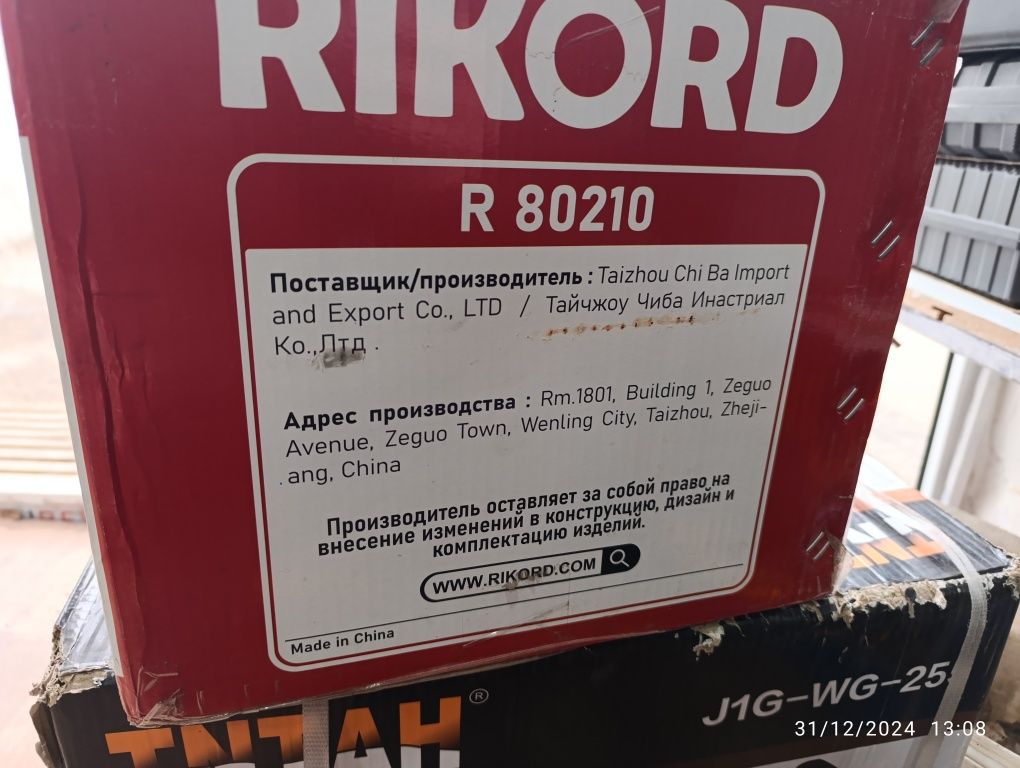 RIKORD
R 80210
Поставщик/производитель : Taizhou Chi Ba Import
and Export Co., LTD / Тайчжоу Чиба Инастриал
Ко.,Лтд .
Адрес производства : Rm.1801, Building 1, Zeguo
Avenue, Zeguo Town, Wenling City, Taizhou, Zheji-
ang, China
Производитель оставляет за собой право на
внесение изменений в конструкцию, дизайн и
комплектацию изделий.
WWW.RIKORD.COM
Made in China
ТИТАН®
J1G-WG-25
31/12/2024 13:08